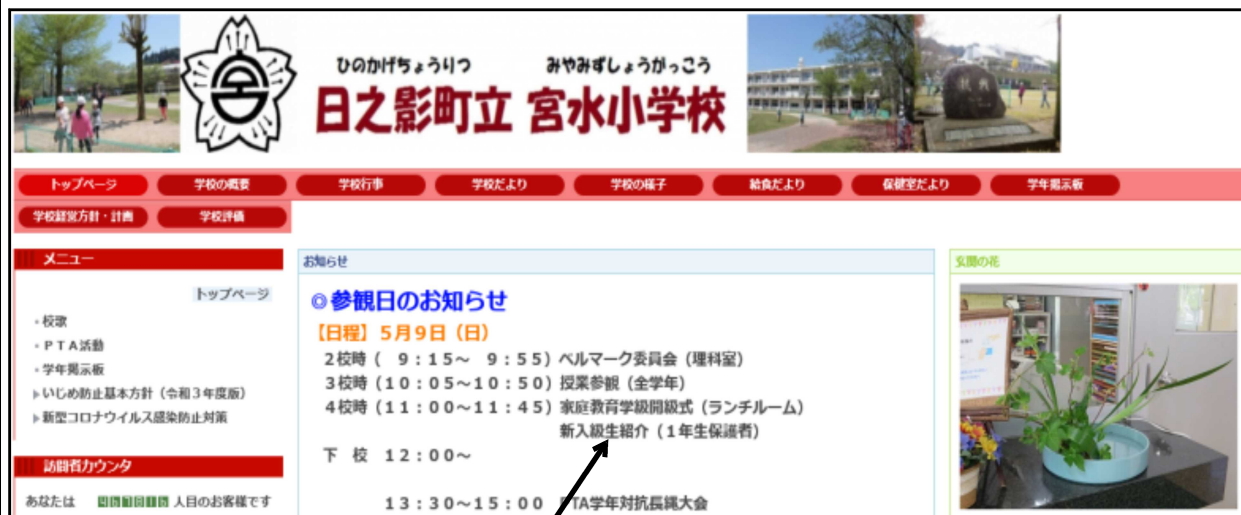 ひのかげちょうりつ みやみずしょうがっこう
日之影町立 宮水小学校
トップページ 学校の概要 学校行事 学校だより 学校の様子 給食だより 保健室だより 学年掲示板
学校経営方針・計画 学校評価
メニュー
トップページ
・校歌
・PTA活動
・学年掲示板
▶いじめ防止基本方針（令和３年度版）
▶新型コロナウイルス感染防止対策
訪問者カウンタ
あなたは 人目のお客様です
お知らせ
◎参観日のお知らせ
【日程】５月９日（日）
２校時（ ９：１５～ ９：５５）ベルマーク委員会（理科室）
３校時（１０：０５～１０：５０）授業参観（全学年）
４校時（１１：００～１１：４５）家庭教育学級開級式（ランチルーム）
新入級生紹介（１年生保護者）
下 校 １２：００～
１３：３０～１５：００ PTA学年対抗長縄大会
玄関の花